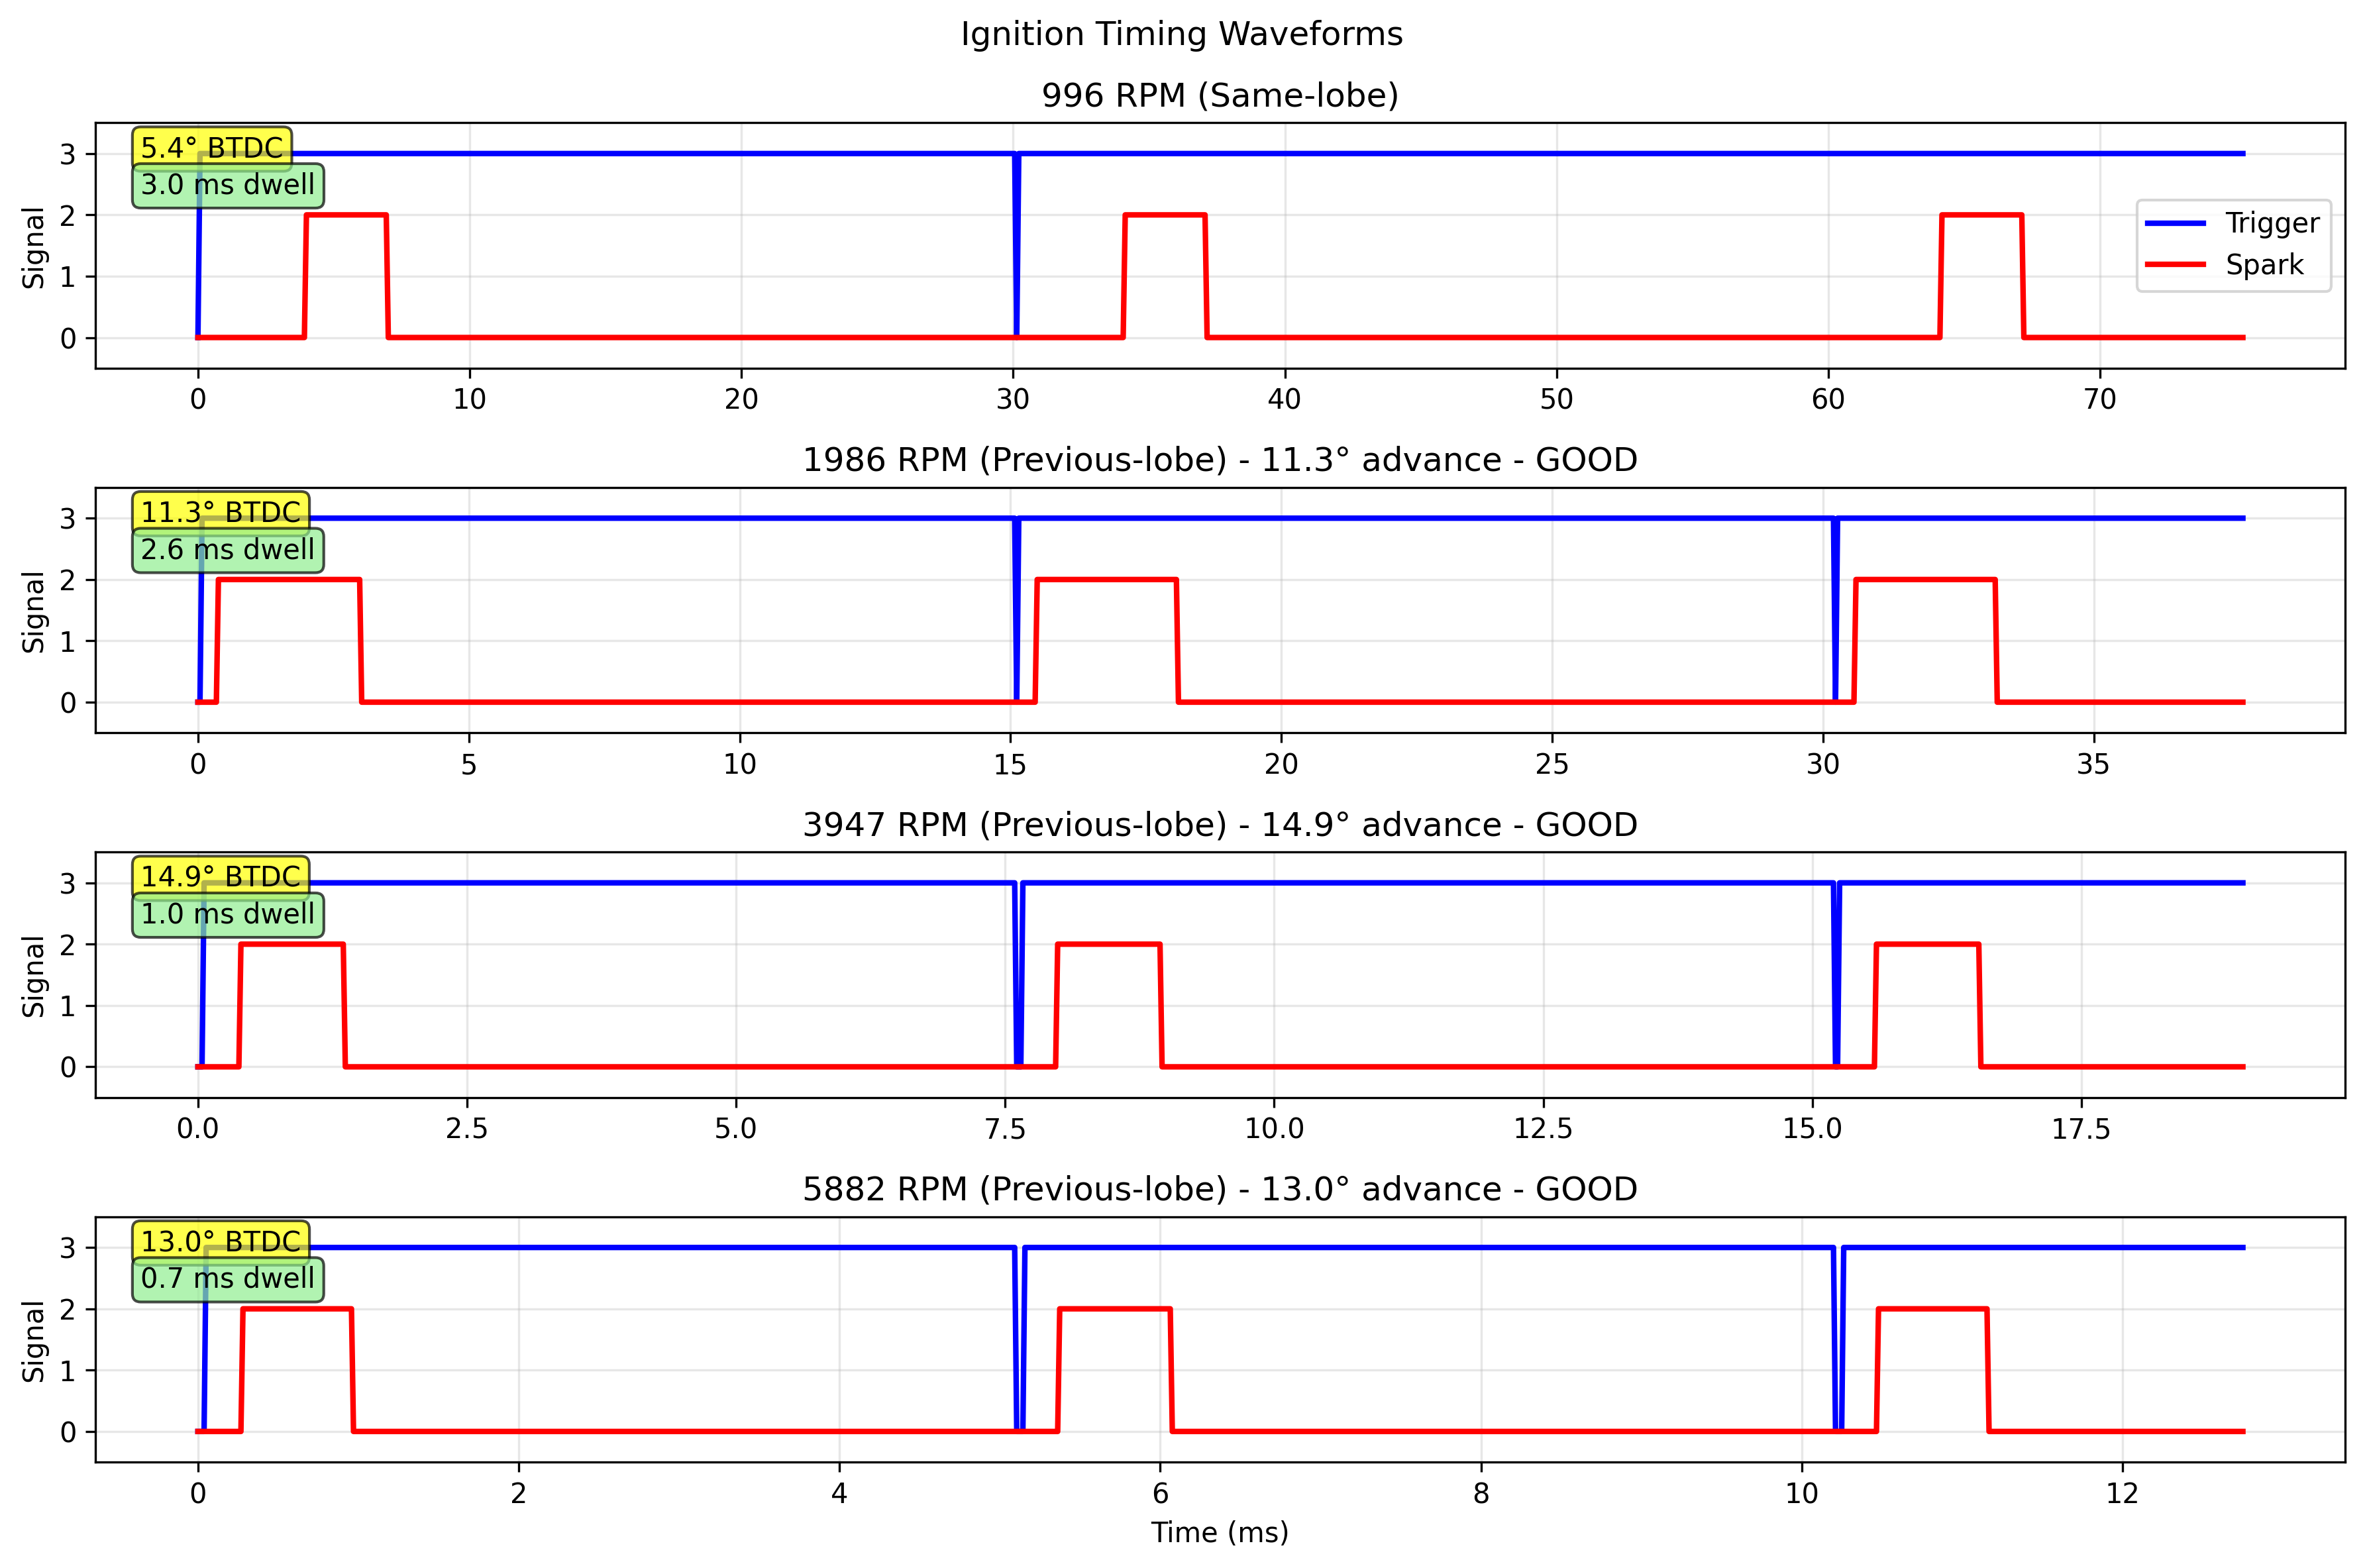 Ignition Timing Waveforms
996 RPM (Same-lobe)
5.4° BTDC
3.0 ms dwell
Signal
3
2
1
0
Trigger
Spark
0 10 20 30 40 50 60 70
1986 RPM (Previous-lobe) - 11.3° advance - GOOD
11.3° BTDC
2.6 ms dwell
Signal
3
2
1
0
0 5 10 15 20 25 30 35
3947 RPM (Previous-lobe) - 14.9° advance - GOOD
14.9° BTDC
1.0 ms dwell
Signal
3
2
1
0
0.0 2.5 5.0 7.5 10.0 12.5 15.0 17.5
5882 RPM (Previous-lobe) - 13.0° advance - GOOD
13.0° BTDC
0.7 ms dwell
Signal
3
2
1
0
0 2 4 6 8 10 12
Time (ms)